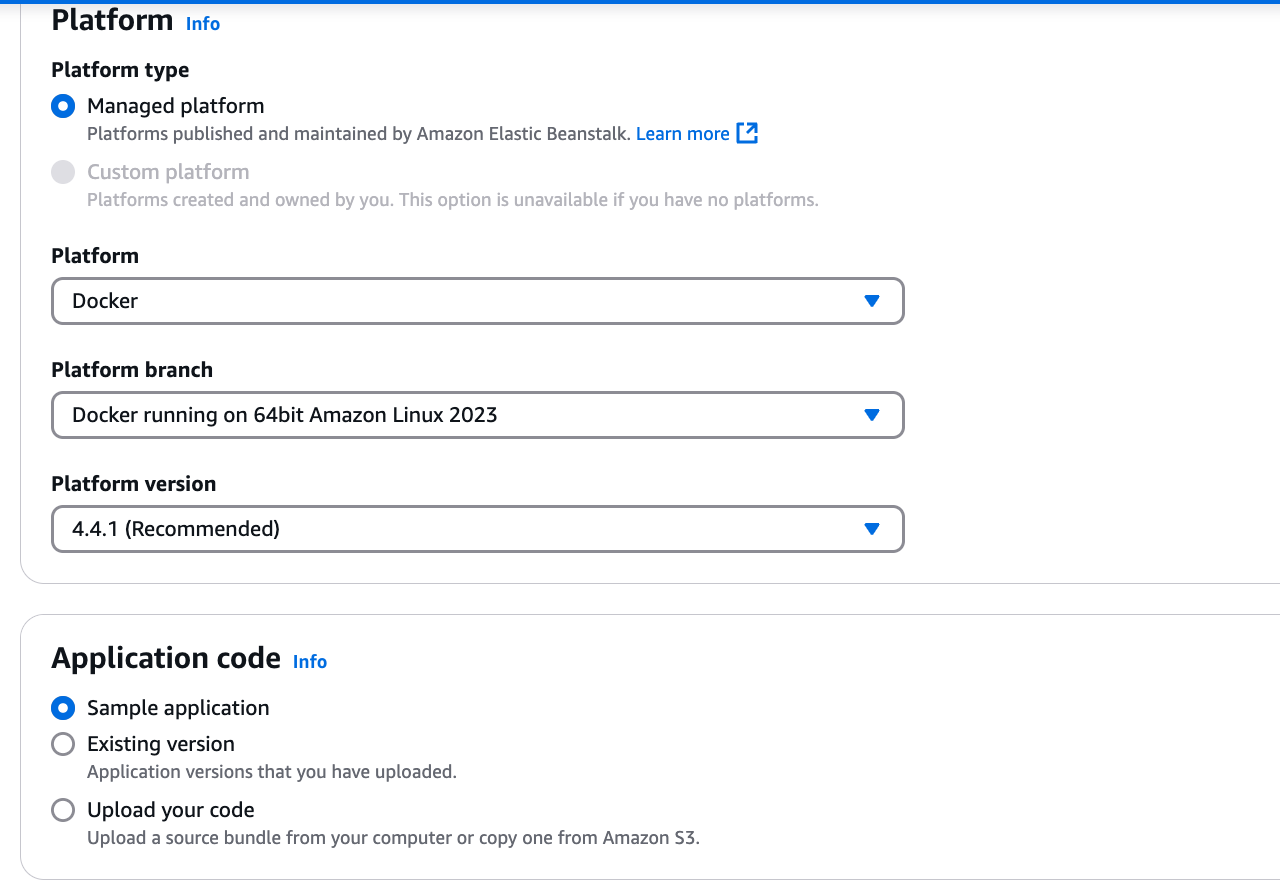 Platform Info
Platform type
Managed platform
Platforms published and maintained by Amazon Elastic Beanstalk. Learn more
Custom platform
Platforms created and owned by you. This option is unavailable if you have no platforms.
Platform
Docker
Platform branch
Docker running on 64bit Amazon Linux 2023
Platform version
4.4.1 (Recommended)
Application code Info
Sample application
Existing version
Application versions that you have uploaded.
Upload your code
Upload a source bundle from your computer or copy one from Amazon S3.